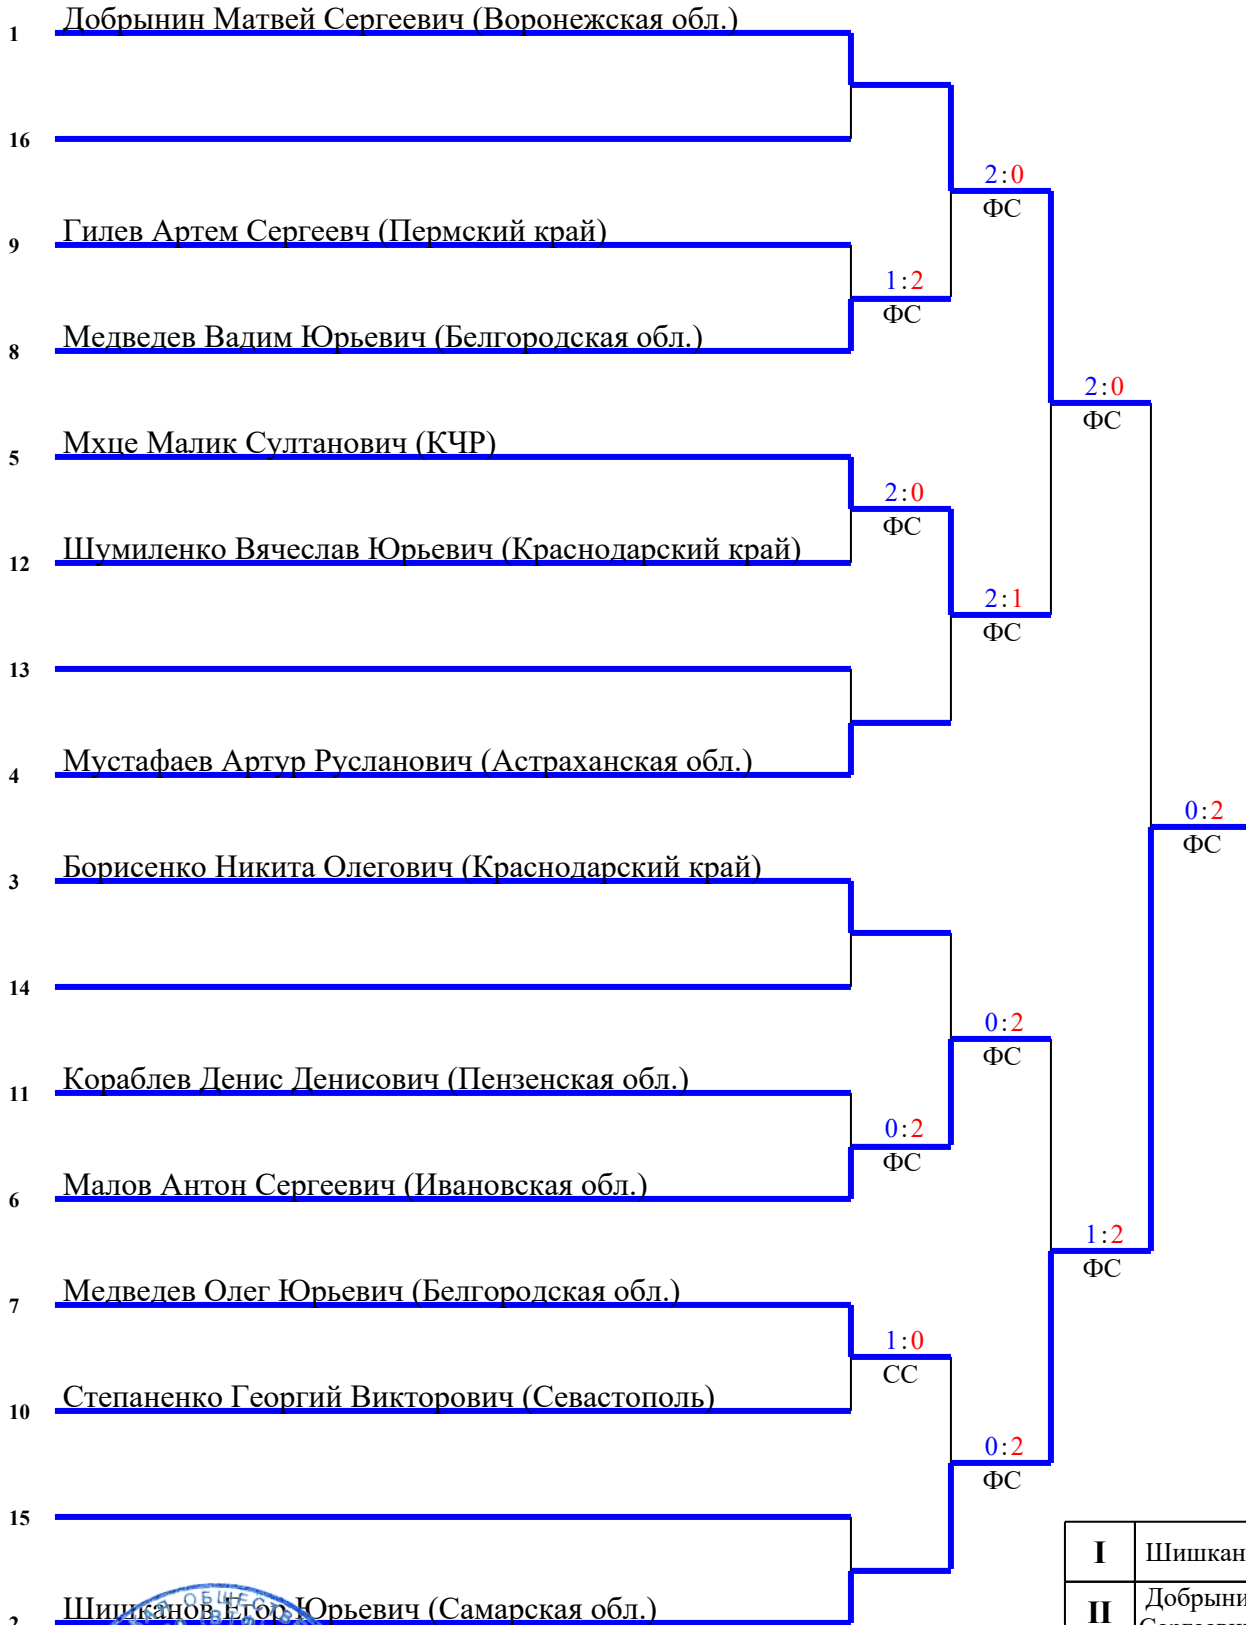 1 Добрынин Матвей Сергеевич (Воронежская обл.)
16
2:0
ФС
9 Гилев Артем Сергеевч (Пермский край)
1:2
ФС
8 Медведев Вадим Юрьевич (Белгородская обл.)
2:0
ФС
5 Мхце Малик Султанович (КЧР)
2:0
ФС
12 Шумиленко Вячеслав Юрьевич (Краснодарский край)
2:1
ФС
13
4 Мустафаев Артур Русланович (Астраханская обл.)
0:2
ФС
3 Борисенко Никита Олегович (Краснодарский край)
14
0:2
ФС
11 Кораблев Денис Денисович (Пензенская обл.)
0:2
ФС
6 Малов Антон Сергеевич (Ивановская обл.)
1:2
ФС
7 Медведев Олег Юрьевич (Белгородская обл.)
1:0
СС
10 Степаненко Георгий Викторович (Севастополь)
0:2
ФС
15
I Шишкан
2 Шишканов Егор Юрьевич (Самарская обл.)
II Добрыни